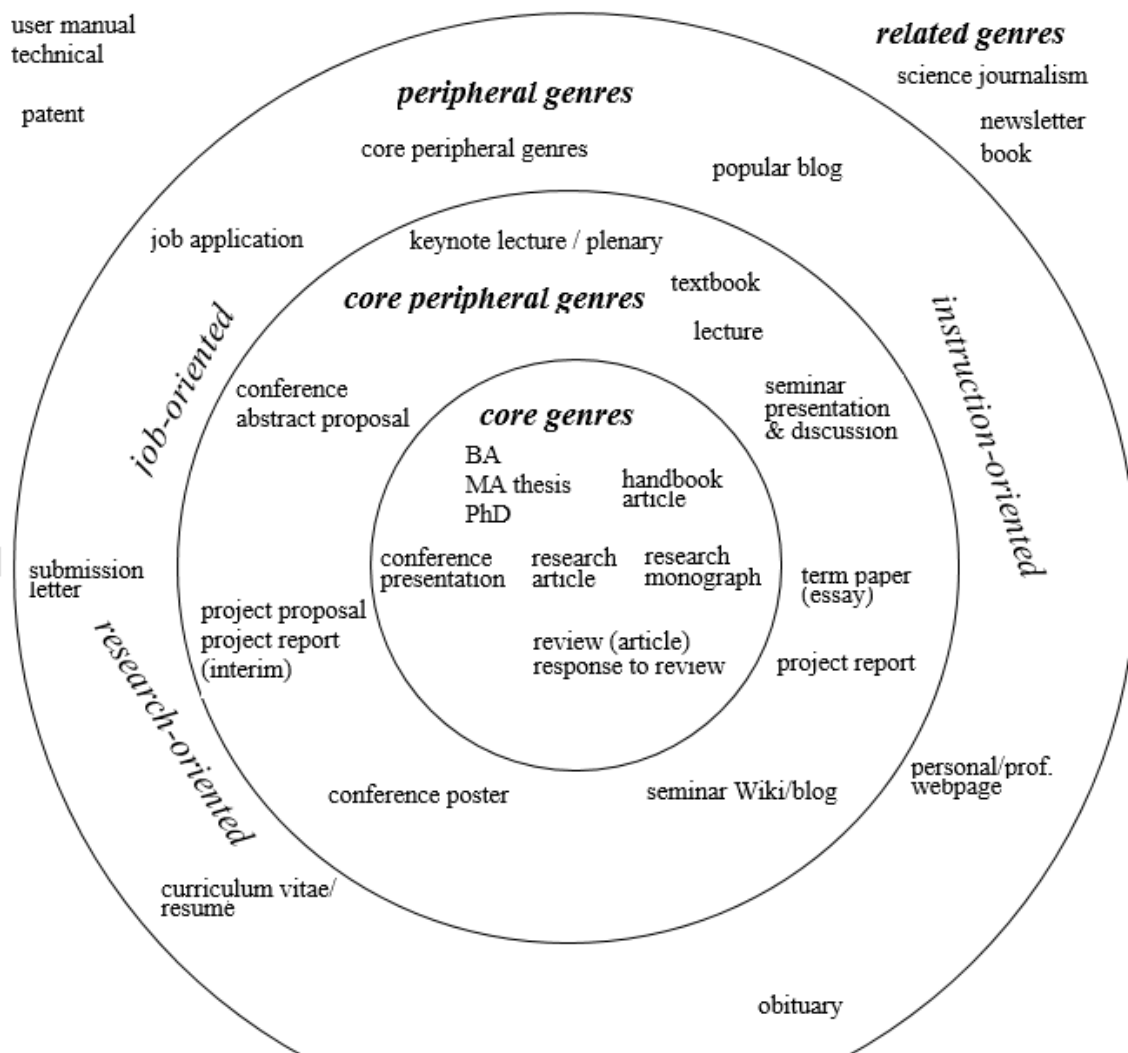 user manual
technical
patent
related genres
science journalism
newsletter
book
peripheral genres
core peripheral genres
popular blog
job application
keynote lecture / plenary
core peripheral genres
textbook
lecture
job-oriented
instruction-oriented
conference
abstract proposal
seminar
presentation
& discussion
core genres
BA
MA thesis
PhD
handbook
article
conference
presentation
research
article
research
monograph
submission
letter
term paper
(essay)
project proposal
project report
(interim)
review (article)
response to review
project report
research-oriented
conference poster
seminar Wiki/blog
personal/prof.
webpage
curriculum vitae/
resumé
obituary